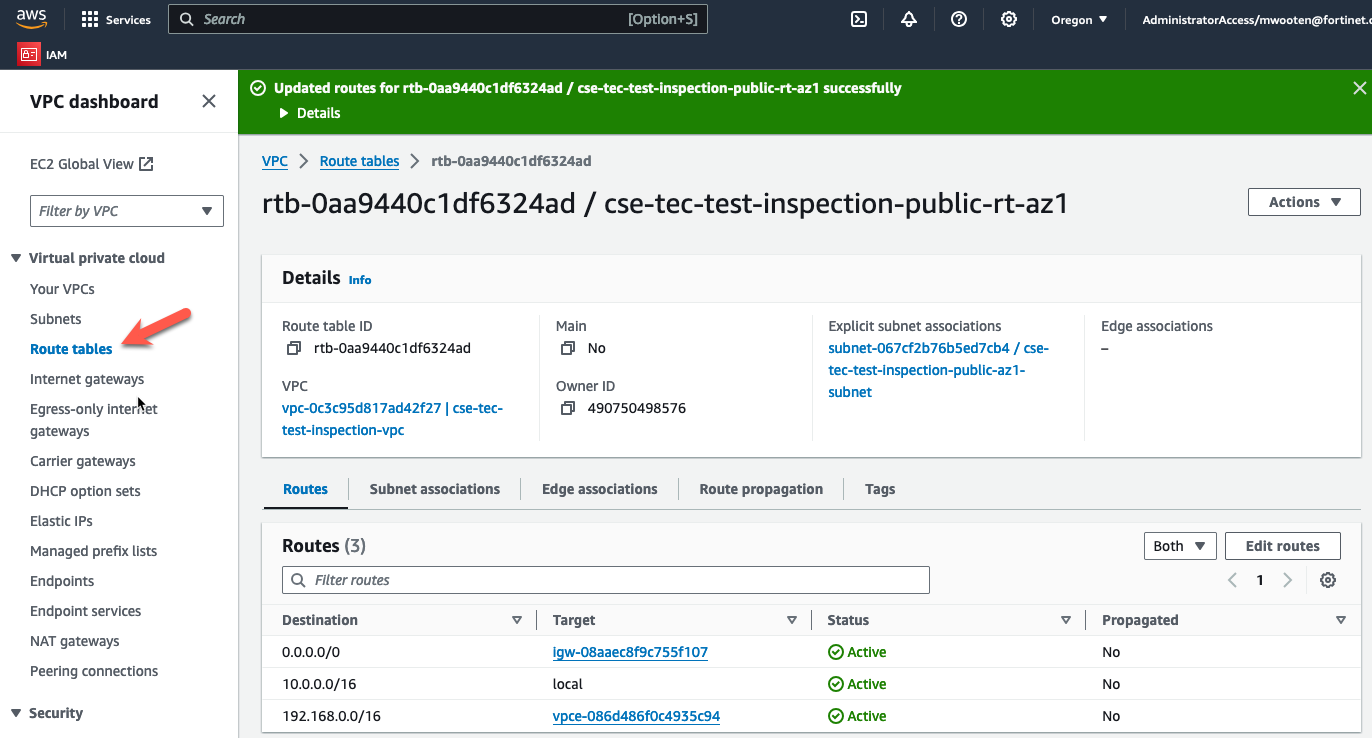 aws
Services
Search
[Option+S]
Oregon
AdministratorAccess/mwooten@fortinet.c
IAM
VPC dashboard
EC2 Global View
Filter by VPC
Virtual private cloud
Your VPCs
Subnets
Route tables
Internet gateways
Egress-only internet
gateways
Carrier gateways
DHCP option sets
Elastic IPs
Managed prefix lists
Endpoints
Endpoint services
NAT gateways
Peering connections
Security
Updated routes for rtb-0aa9440c1df6324ad / cse-tec-test-inspection-public-rt-az1 successfully
Details
VPC > Route tables > rtb-0aa9440c1df6324ad
rtb-0aa9440c1df6324ad / cse-tec-test-inspection-public-rt-az1
Actions
Details Info
Route table ID
rtb-0aa9440c1df6324ad
VPC
vpc-0c3c95d817ad42f27 | cse-tec-
test-inspection-vpc
Main
No
Owner ID
490750498576
Explicit subnet associations
subnet-067cf2b76b5ed7cb4 / cse-
tec-test-inspection-public-az1-
subnet
Edge associations
–
Routes Subnet associations Edge associations Route propagation Tags
Routes (3)
Both
Edit routes
Filter routes
1
Destination Target Status Propagated
0.0.0.0/0 igw-08aaec8f9c755f107 Active No
10.0.0.0/16 local Active No
192.168.0.0/16 vpce-086d486f0c4935c94 Active No